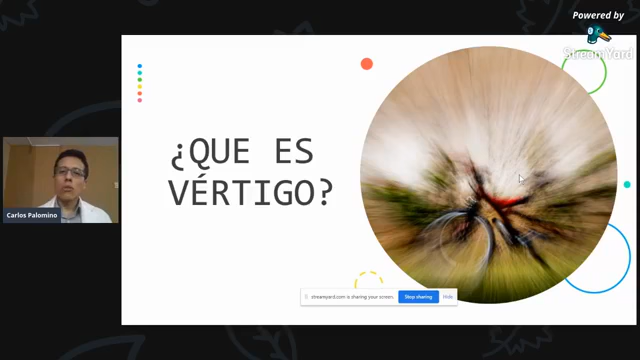 Powered by
StreamYard
¿QUE ES
VÉRTIGO?
Carlos Palomino
streamyard.com is sharing your screen.
Stop sharing
Hide